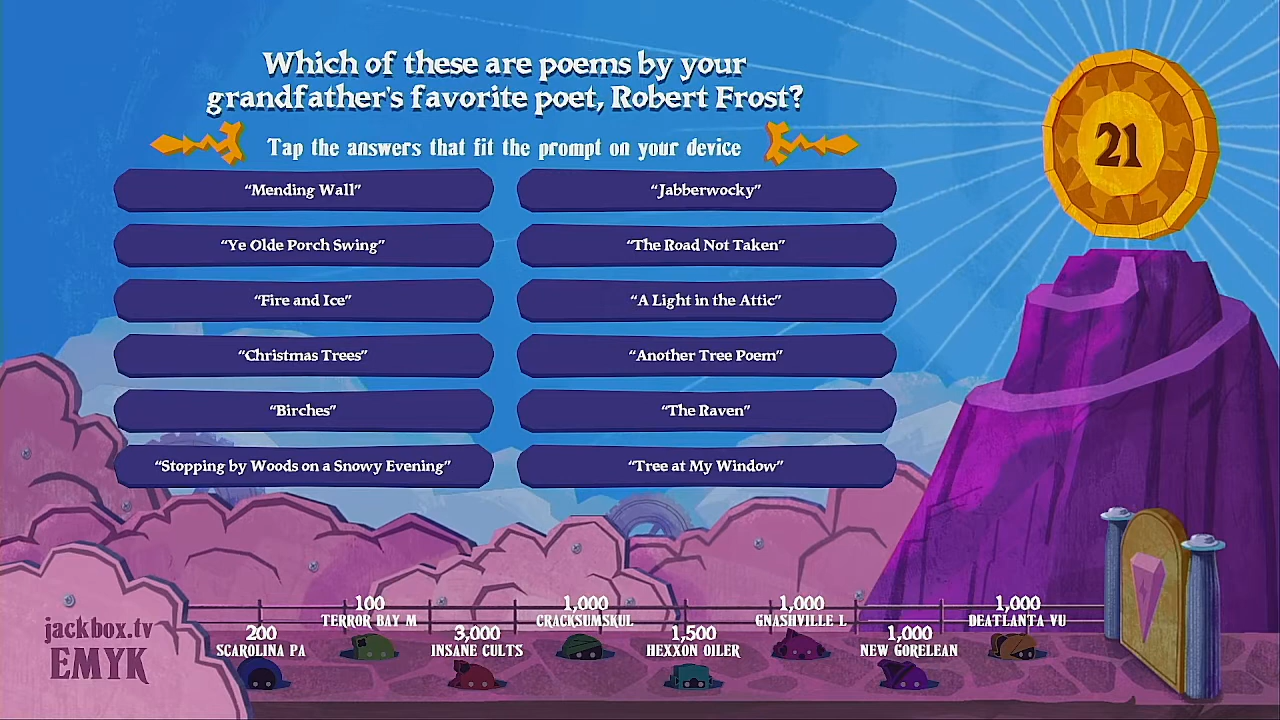 Which of these are poems by your
grandfather's favorite poet, Robert Frost?
Tap the answers that fit the prompt on your device
21
"Mending Wall"
"Jabberwocky"
"Ye Olde Porch Swing"
"The Road Not Taken"
"Fire and Ice"
"A Light in the Attic"
"Christmas Trees"
"Another Tree Poem"
"Birches"
"The Raven"
"Stopping by Woods on a Snowy Evening"
"Tree at My Window"
jackbox.tv
EMYK
200
SCAROLINA PA
100
TERROR BAY M
3,000
INSANE CULTS
1,000
CRACKSUMSKUL
1,500
HEXXON OILER
1,000
GNASHVILLE L
1,000
NEW GORELEAN
1,000
DEATLANTA VU